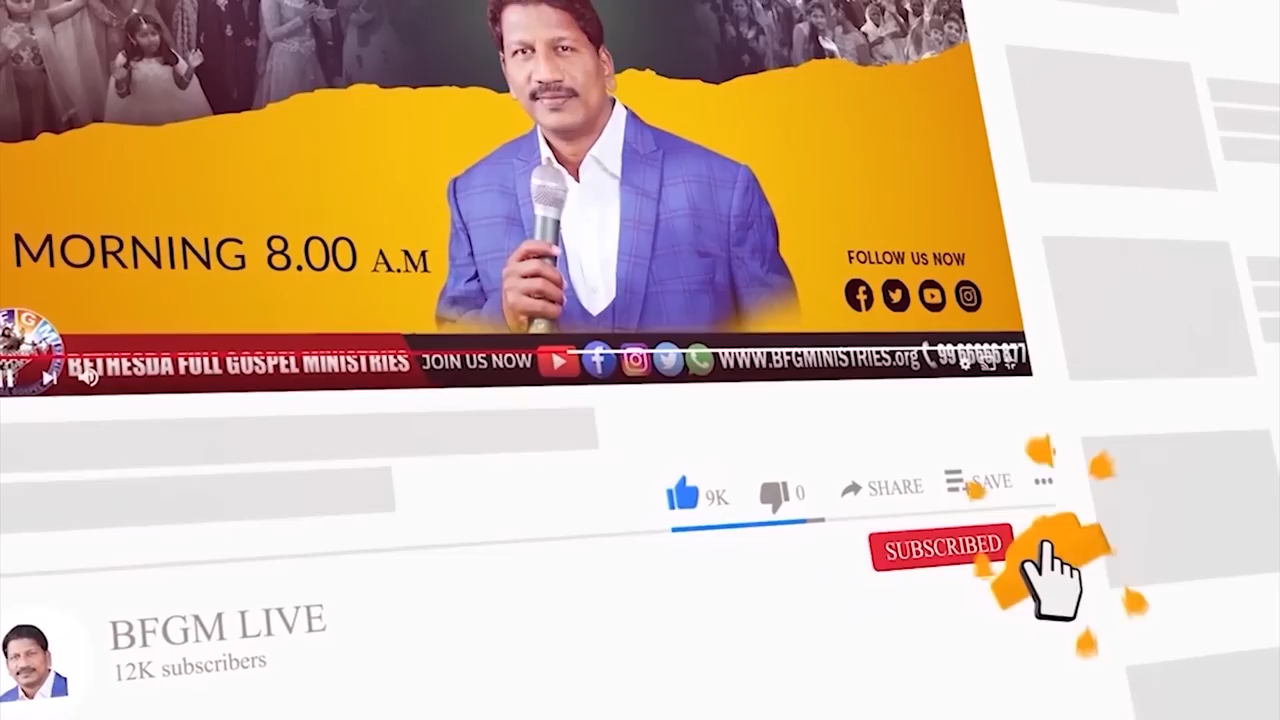 MORNING 8.00 A.M
FOLLOW US NOW
BETHESDA FULL GOSPEL MINISTRIES JOIN US NOW WWW.BFGMINISTRIES.org
9K 0 SHARE SAVE
SUBSCRIBED
BFGM LIVE
12K subscribers